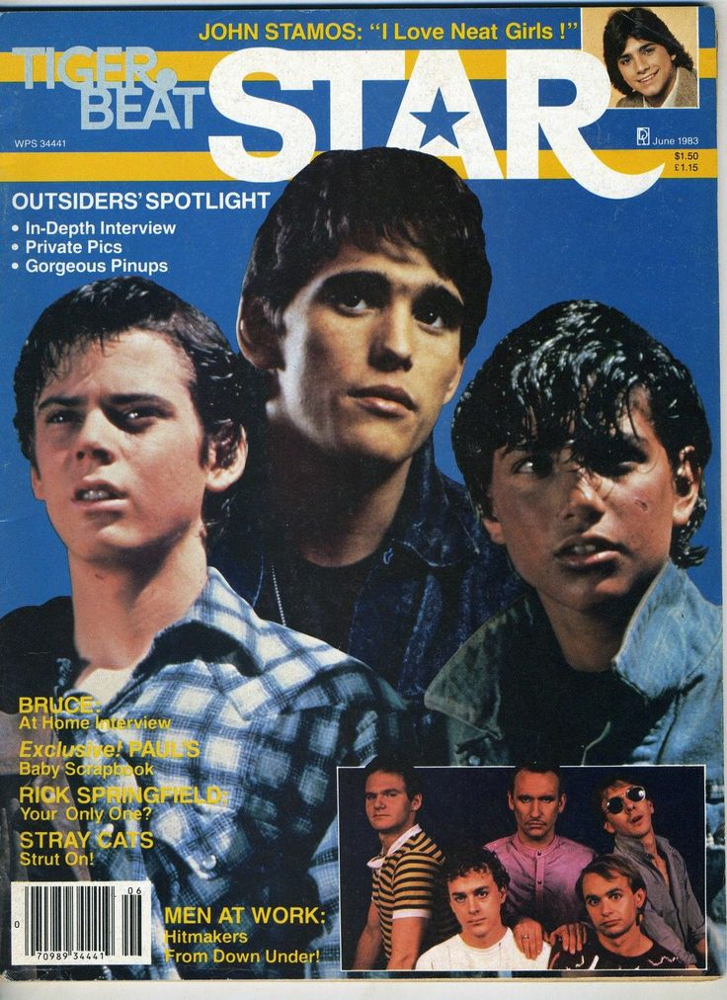 JOHN STAMOS: “I Love Neat Girls !”
TIGER
BEAT
STAR
WPS 34441
June 1983
$1.50
£1.15
OUTSIDERS’ SPOTLIGHT
• In-Depth Interview
• Private Pics
• Gorgeous Pinups
BRUCE:
At Home Interview
Exclusive! PAUL'S
Baby Scrapbook
RICK SPRINGFIELD:
Your Only One?
STRAY CATS
Strut On!
MEN AT WORK:
Hitmakers
From Down Under!
06
0
70989 34441